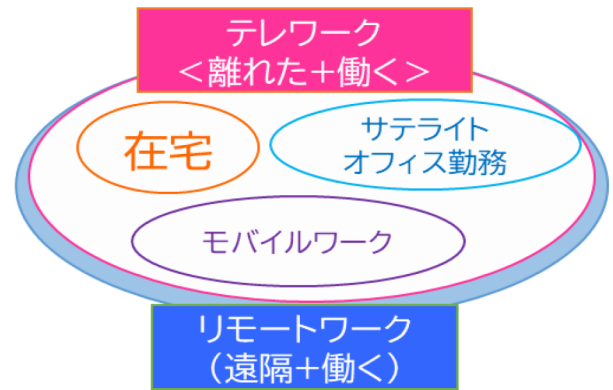 テレワーク
＜離れた+働く＞
在宅
サテライト
オフィス勤務
モバイルワーク
リモートワーク
（遠隔+働く）